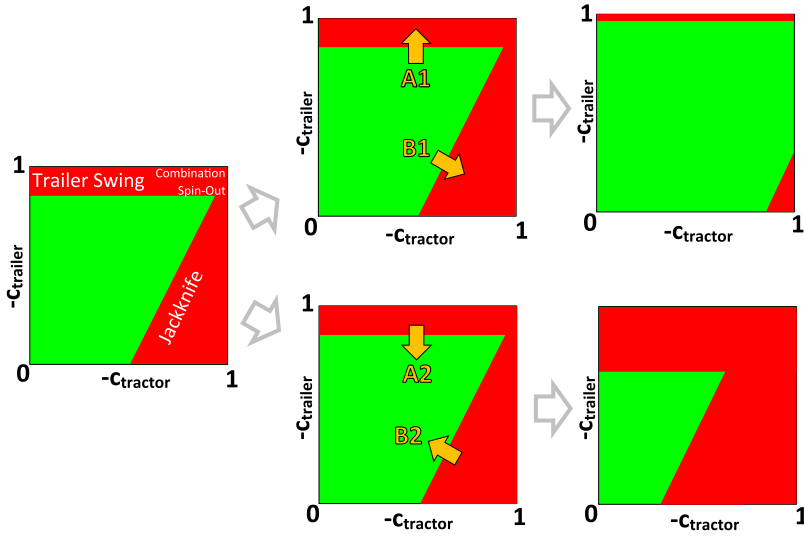 1
Trailer Swing
Combination
Spin-Out
Jackknife
-ctrailer
0
-ctractor
1
1
A1
B1
-ctrailer
0
-ctractor
1
1
-ctrailer
0
-ctractor
1
1
A2
B2
-ctrailer
0
-ctractor
1
1
-ctrailer
0
-ctractor
1